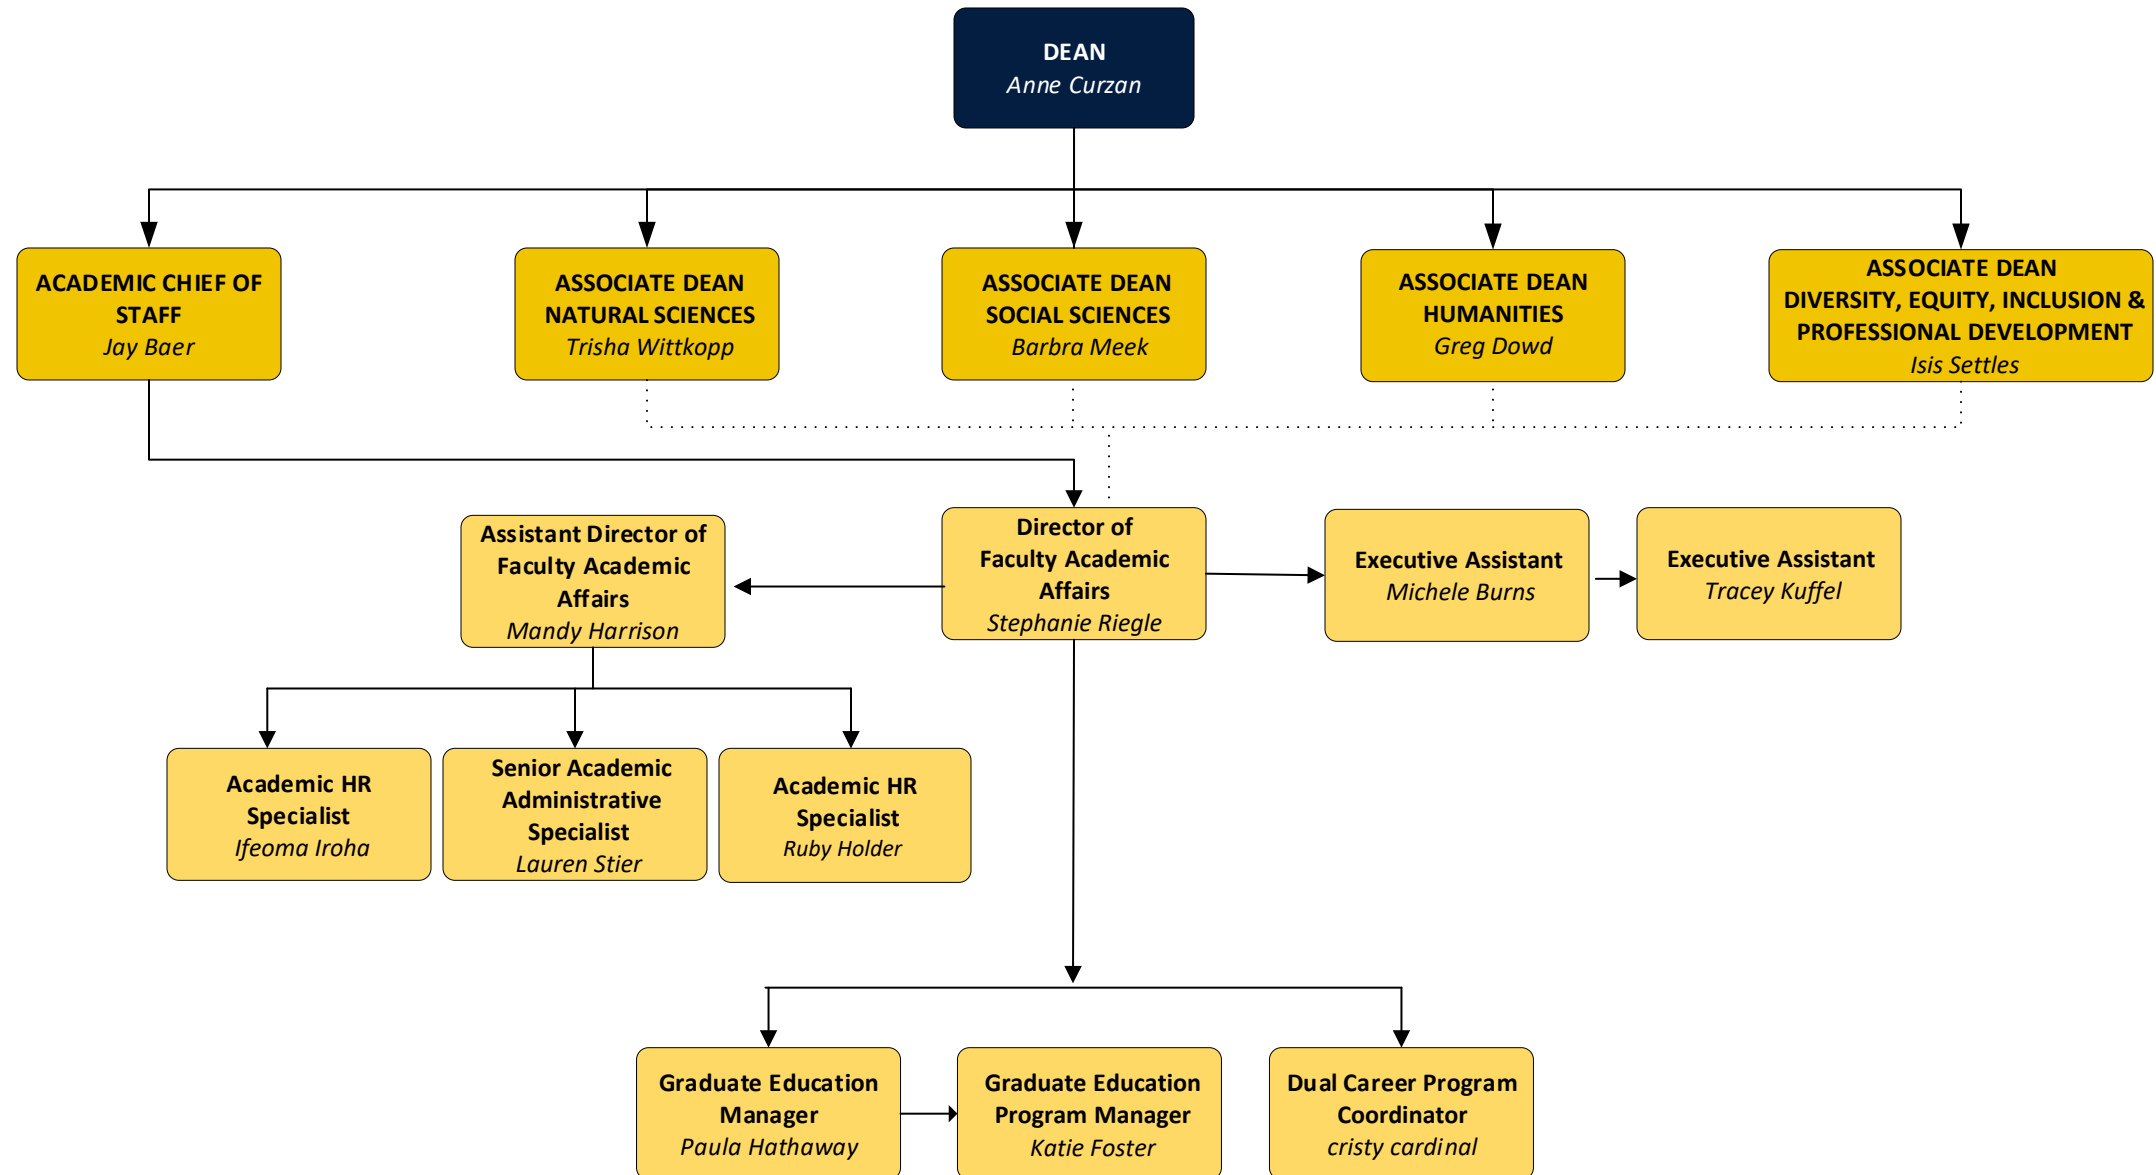 DEAN
Anne Curzan
ACADEMIC CHIEF OF
STAFF
Jay Baer
ASSOCIATE DEAN
NATURAL SCIENCES
Trisha Wittkopp
ASSOCIATE DEAN
SOCIAL SCIENCES
Barbra Meek
ASSOCIATE DEAN
HUMANITIES
Greg Dowd
ASSOCIATE DEAN
DIVERSITY, EQUITY, INCLUSION &
PROFESSIONAL DEVELOPMENT
Isis Settles
Assistant Director of
Faculty Academic
Affairs
Mandy Harrison
Director of
Faculty Academic
Affairs
Stephanie Riegle
Executive Assistant
Michele Burns
Executive Assistant
Tracey Kuffel
Academic HR
Specialist
Ifeoma Iroha
Senior Academic
Administrative
Specialist
Lauren Stier
Academic HR
Specialist
Ruby Holder
Graduate Education
Manager
Paula Hathaway
Graduate Education
Program Manager
Katie Foster
Dual Career Program
Coordinator
cristy cardinal